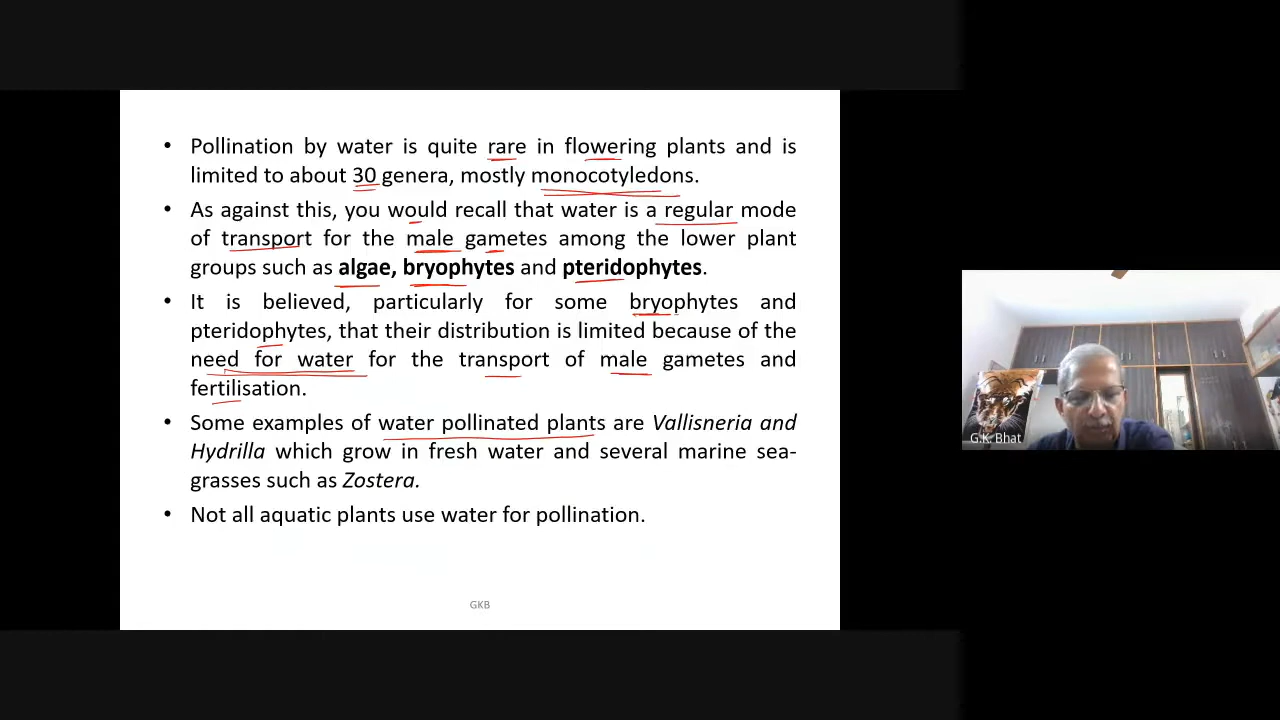 • Pollination by water is quite rare in flowering plants and is
limited to about 30 genera, mostly monocotyledons.
• As against this, you would recall that water is a regular mode
of transport for the male gametes among the lower plant
groups such as algae, bryophytes and pteridophytes.
• It is believed, particularly for some bryophytes and
pteridophytes, that their distribution is limited because of the
need for water for the transport of male gametes and
fertilisation.
• Some examples of water pollinated plants are Vallisneria and
Hydrilla which grow in fresh water and several marine sea-
grasses such as Zostera.
• Not all aquatic plants use water for pollination.
GKB
G.K. Bhat